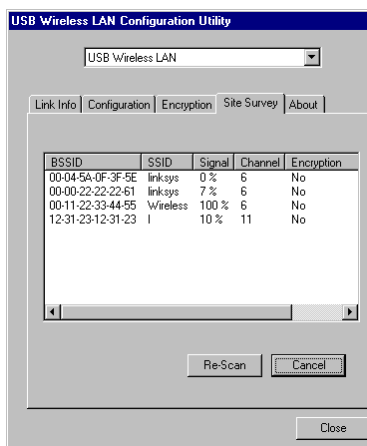 USB Wireless LAN Configuration Utility
USB Wireless LAN
Link Info Configuration Encryption Site Survey About
BSSID SSID Signal Channel Encryption
00-04-5A-0F-3F-5E linksys 0 % 6 No
00-00-22-22-22-61 linksys 7 % 6 No
00-11-22-33-44-55 Wireless 100 % 6 No
12-31-23-12-31-23 I 10 % 11 No
Re-Scan Cancel
Close